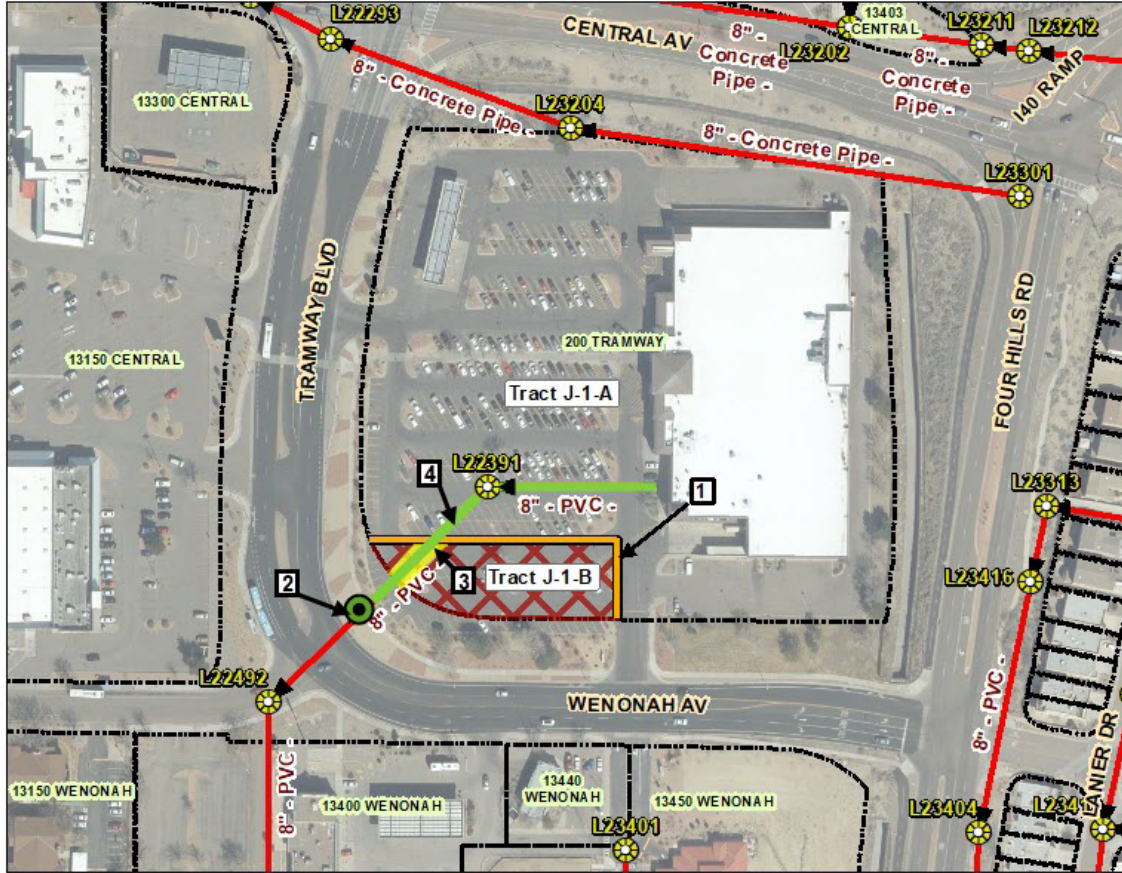 L22293
CENTRAL AV
13403
CENTRAL
L23211
L23212
L23202
8" -
Concrete
Pipe -
8" -
Concrete
Pipe -
I40 RAMP
13300 CENTRAL
8" - Concrete Pipe -
L23204
8" - Concrete Pipe -
L23301
TRAMWAY BLVD
FOUR HILLS RD
13150 CENTRAL
200 TRAMWAY
Tract J-1-A
4
L22391
8" - PVC -
1
L23313
2
3
Tract J-1-B
8" - PVC -
L23416
L22492
WENONAH AV
8" - PVC -
8" - PVC -
LANIER DR
13150 WENONAH
13400 WENONAH
13440
WENONAH
13450 WENONAH
L23401
L23404
L2341